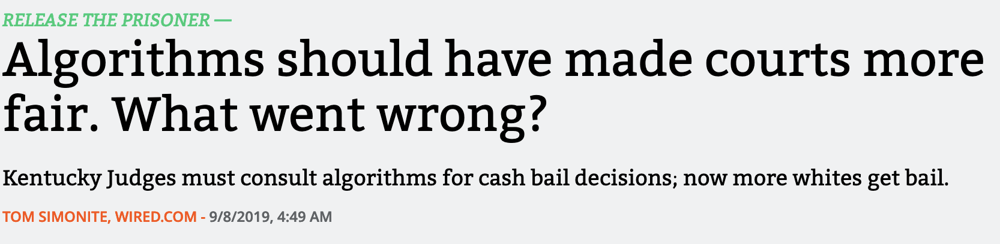 RELEASE THE PRISONER —
Algorithms should have made courts more
fair. What went wrong?
Kentucky Judges must consult algorithms for cash bail decisions; now more whites get bail.
TOM SIMONITE, WIRED.COM - 9/8/2019, 4:49 AM